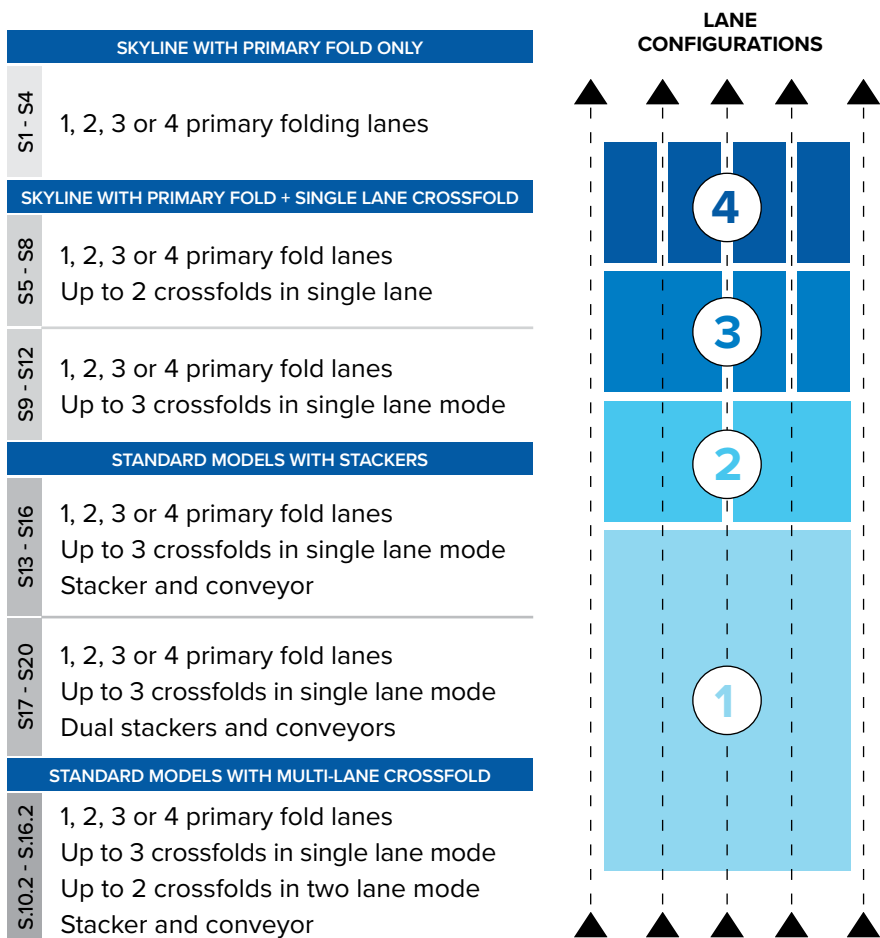 SKYLINE WITH PRIMARY FOLD ONLY
S1 - S4
1, 2, 3 or 4 primary folding lanes
SKYLINE WITH PRIMARY FOLD + SINGLE LANE CROSSFOLD
S5 - S8
1, 2, 3 or 4 primary fold lanes
Up to 2 crossfolds in single lane
S9 - S12
1, 2, 3 or 4 primary fold lanes
Up to 3 crossfolds in single lane mode
STANDARD MODELS WITH STACKERS
S13 - S16
1, 2, 3 or 4 primary fold lanes
Up to 3 crossfolds in single lane mode
Stacker and conveyor
S17 - S20
1, 2, 3 or 4 primary fold lanes
Up to 3 crossfolds in single lane mode
Dual stackers and conveyors
STANDARD MODELS WITH MULTI-LANE CROSSFOLD
S.10.2 - S.16.2
1, 2, 3 or 4 primary fold lanes
Up to 3 crossfolds in single lane mode
Up to 2 crossfolds in two lane mode
Stacker and conveyor
LANE
CONFIGURATIONS
4
3
2
1